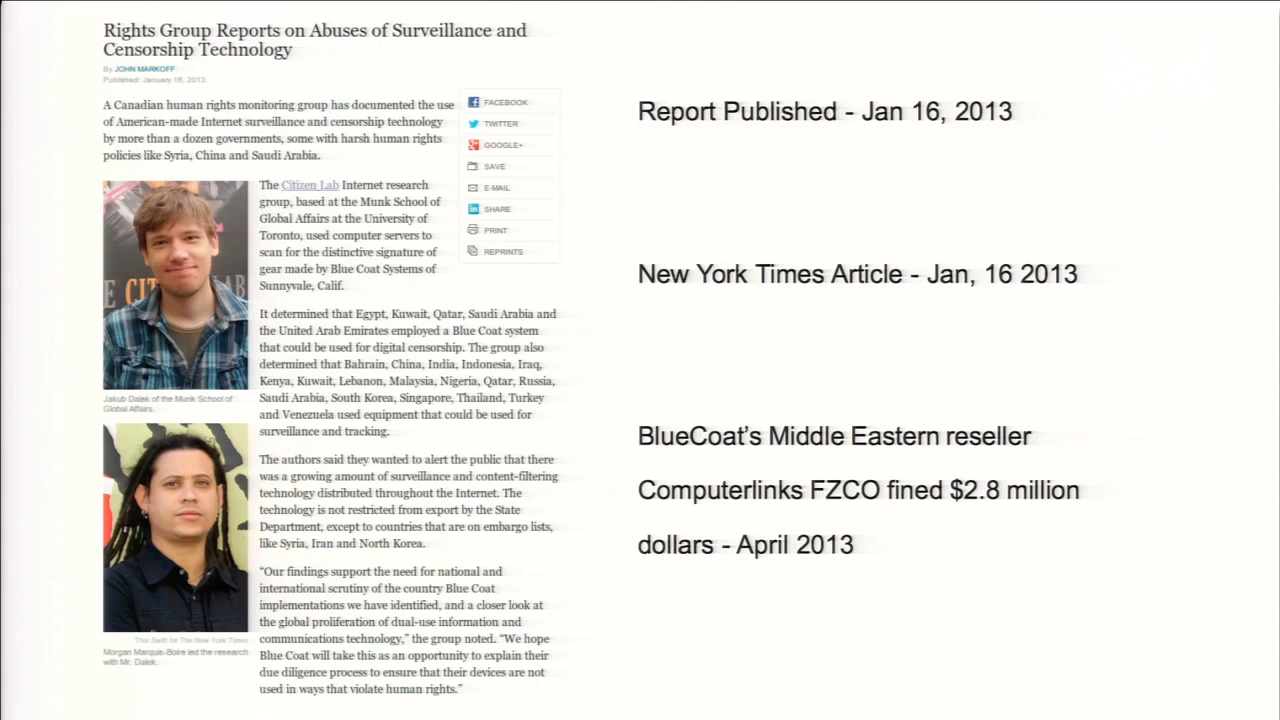 Rights Group Reports on Abuses of Surveillance and
Censorship Technology
By JOHN MARKOFF
Published: January 16, 2013
A Canadian human rights monitoring group has documented the use
of American-made Internet surveillance and censorship technology
by more than a dozen governments, some with harsh human rights
policies like Syria, China and Saudi Arabia.
FACEBOOK
TWITTER
GOOGLE+
SAVE
E-MAIL
SHARE
PRINT
REPRINTS
The Citizen Lab Internet research
group, based at the Munk School of
Global Affairs at the University of
Toronto, used computer servers to
scan for the distinctive signature of
gear made by Blue Coat Systems of
Sunnyvale, Calif.
It determined that Egypt, Kuwait, Qatar, Saudi Arabia and
the United Arab Emirates employed a Blue Coat system
that could be used for digital censorship. The group also
determined that Bahrain, China, India, Indonesia, Iraq,
Kenya, Kuwait, Lebanon, Malaysia, Nigeria, Qatar, Russia,
Saudi Arabia, South Korea, Singapore, Thailand, Turkey
and Venezuela used equipment that could be used for
surveillance and tracking.
Jakub Dalek of the Munk School of
Global Affairs.
The authors said they wanted to alert the public that there
was a growing amount of surveillance and content-filtering
technology distributed throughout the Internet. The
technology is not restricted from export by the State
Department, except to countries that are on embargo lists,
like Syria, Iran and North Korea.
“Our findings support the need for national and
international scrutiny of the country Blue Coat
implementations we have identified, and a closer look at
the global proliferation of dual-use information and
communications technology,” the group noted. “We hope
Blue Coat will take this as an opportunity to explain their
due diligence process to ensure that their devices are not
used in ways that violate human rights.”
Thor Swift for The New York Times
Morgan Marquis-Boire led the research
with Mr. Dalek.
Report Published - Jan 16, 2013
New York Times Article - Jan, 16 2013
BlueCoat’s Middle Eastern reseller
Computerlinks FZCO fined $2.8 million
dollars - April 2013